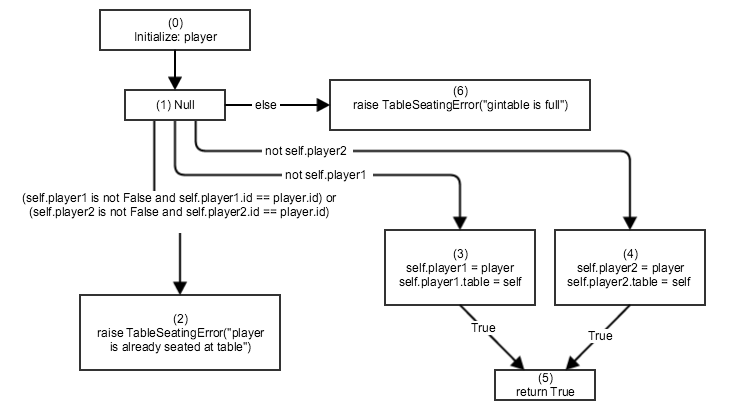 (0)
Initialize: player
(1) Null
else
(6)
raise TableSeatingError("gintable is full")
not self.player2
not self.player1
(self.player1 is not False and self.player1.id == player.id) or
(self.player2 is not False and self.player2.id == player.id)
(3)
self.player1 = player
self.player1.table = self
(4)
self.player2 = player
self.player2.table = self
(2)
raise TableSeatingError("player
is already seated at table")
True
True
(5)
return True